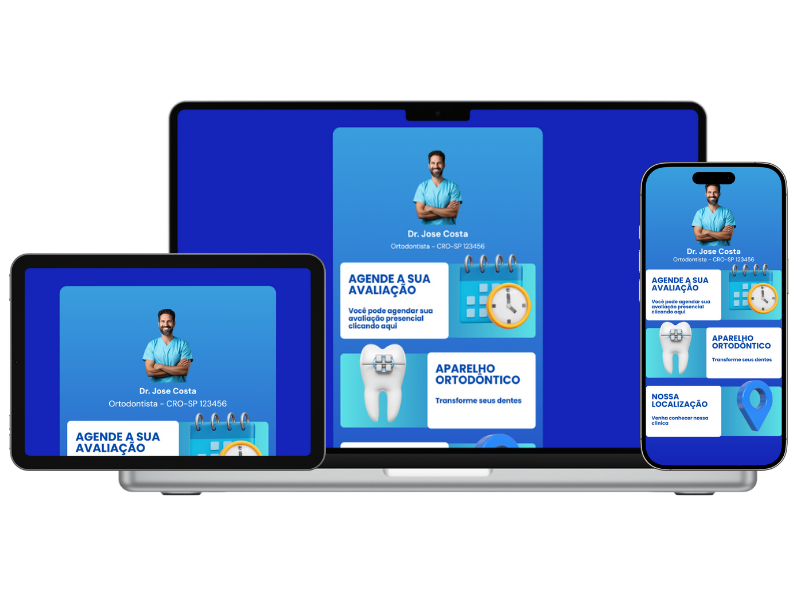 Dr. Jose Costa
Ortodontista - CRO-SP 123456
AGENDE A SUA
AVALIAÇÃO
Você pode agendar sua
avaliação presencial
clicando aqui
APARELHO
ORTODÔNTICO
Transforme seus dentes
Dr. Jose Costa
Ortodontista - CRO-SP 123456
AGENDE A SUA
AVALIAÇÃO
Dr. Jose Costa
Ortodontista - CRO-SP 123456
AGENDE A SUA
AVALIAÇÃO
Você pode agendar sua
avaliação presencial
clicando aqui
APARELHO
ORTODÔNTICO
Transforme seus dentes
NOSSA
LOCALIZAÇÃO
Venha conhecer nossa
clínica